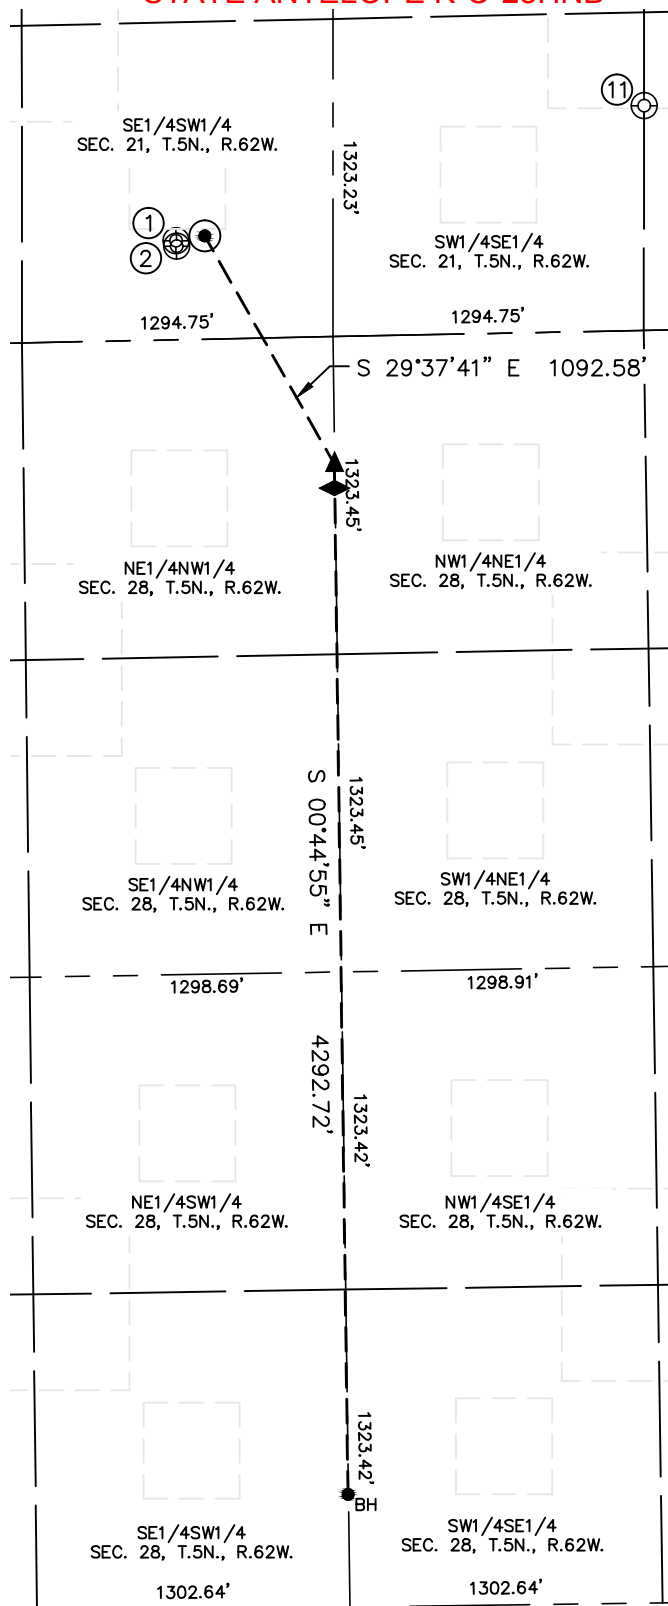 STATE ANTELOPE R-O-28HNB
11
SE1/4SW1/4
SEC. 21, T.5N., R.62W.
1323.23'
1
2
SW1/4SE1/4
SEC. 21, T.5N., R.62W.
1294.75'
1294.75'
S 29°37'41" E 1092.58'
1323.45'
NE1/4NW1/4
SEC. 28, T.5N., R.62W.
NW1/4NE1/4
SEC. 28, T.5N., R.62W.
S 00°44'55" E 4292.72'
1323.45'
SE1/4NW1/4
SEC. 28, T.5N., R.62W.
SW1/4NE1/4
SEC. 28, T.5N., R.62W.
1298.69'
1298.91'
1323.42'
NE1/4SW1/4
SEC. 28, T.5N., R.62W.
NW1/4SE1/4
SEC. 28, T.5N., R.62W.
1323.42'
BH
SE1/4SW1/4
SEC. 28, T.5N., R.62W.
SW1/4SE1/4
SEC. 28, T.5N., R.62W.
1302.64'
1302.64'